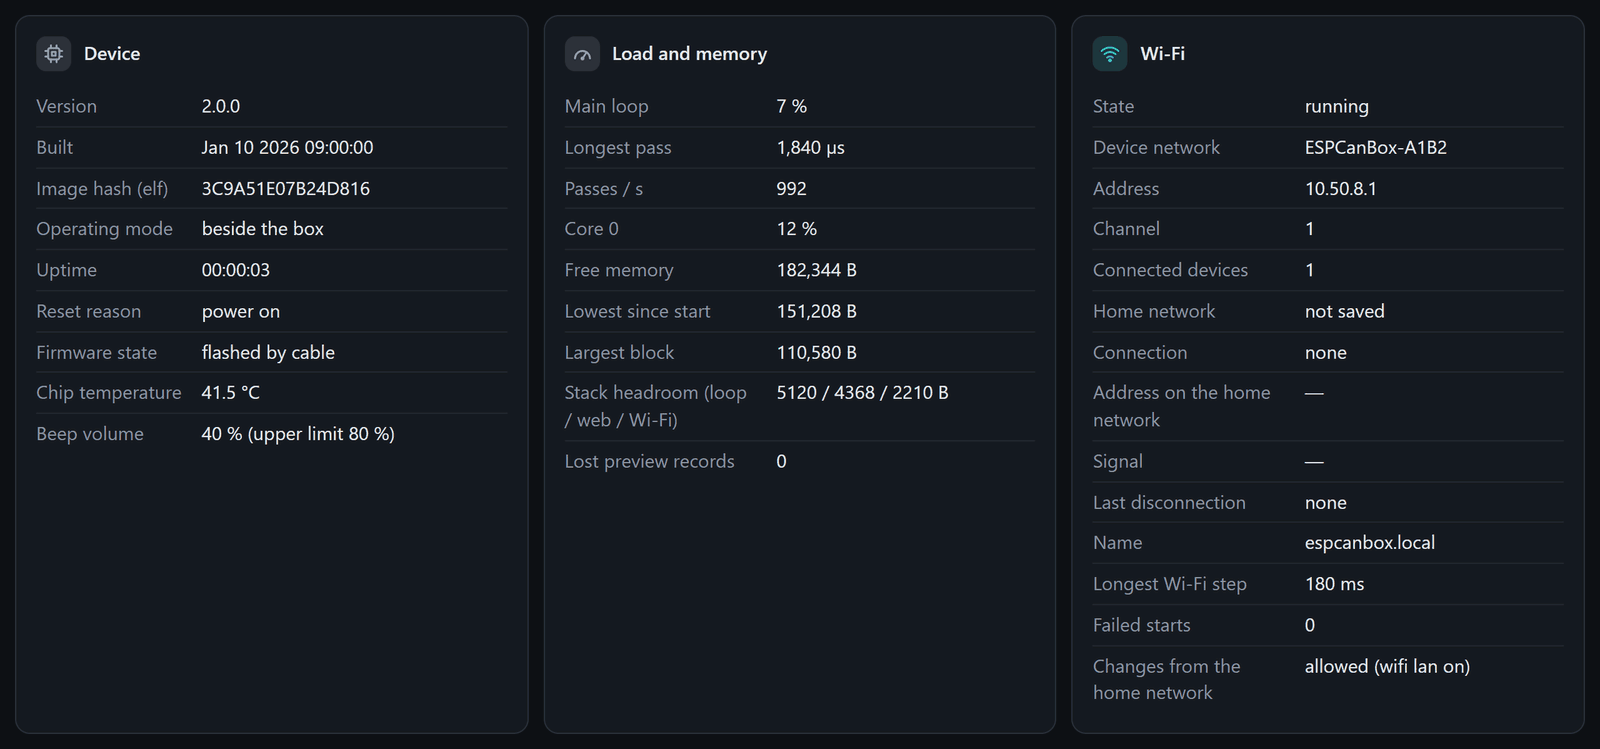 Device
Version 2.0.0
Built Jan 10 2026 09:00:00
Image hash (elf) 3C9A51E07B24D816
Operating mode beside the box
Uptime 00:00:03
Reset reason power on
Firmware state flashed by cable
Chip temperature 41.5 °C
Beep volume 40 % (upper limit 80 %)
Load and memory
Main loop 7 %
Longest pass 1,840 µs
Passes / s 992
Core 0 12 %
Free memory 182,344 B
Lowest since start 151,208 B
Largest block 110,580 B
Stack headroom (loop 5120 / 4368 / 2210 B
/ web / Wi-Fi)
Lost preview records 0
Wi-Fi
State running
Device network ESPCanBox-A1B2
Address 10.50.8.1
Channel 1
Connected devices 1
Home network not saved
Connection none
Address on the home —
network
Signal —
Last disconnection none
Name espcanbox.local
Longest Wi-Fi step 180 ms
Failed starts 0
Changes from the allowed (wifi lan on)
home network